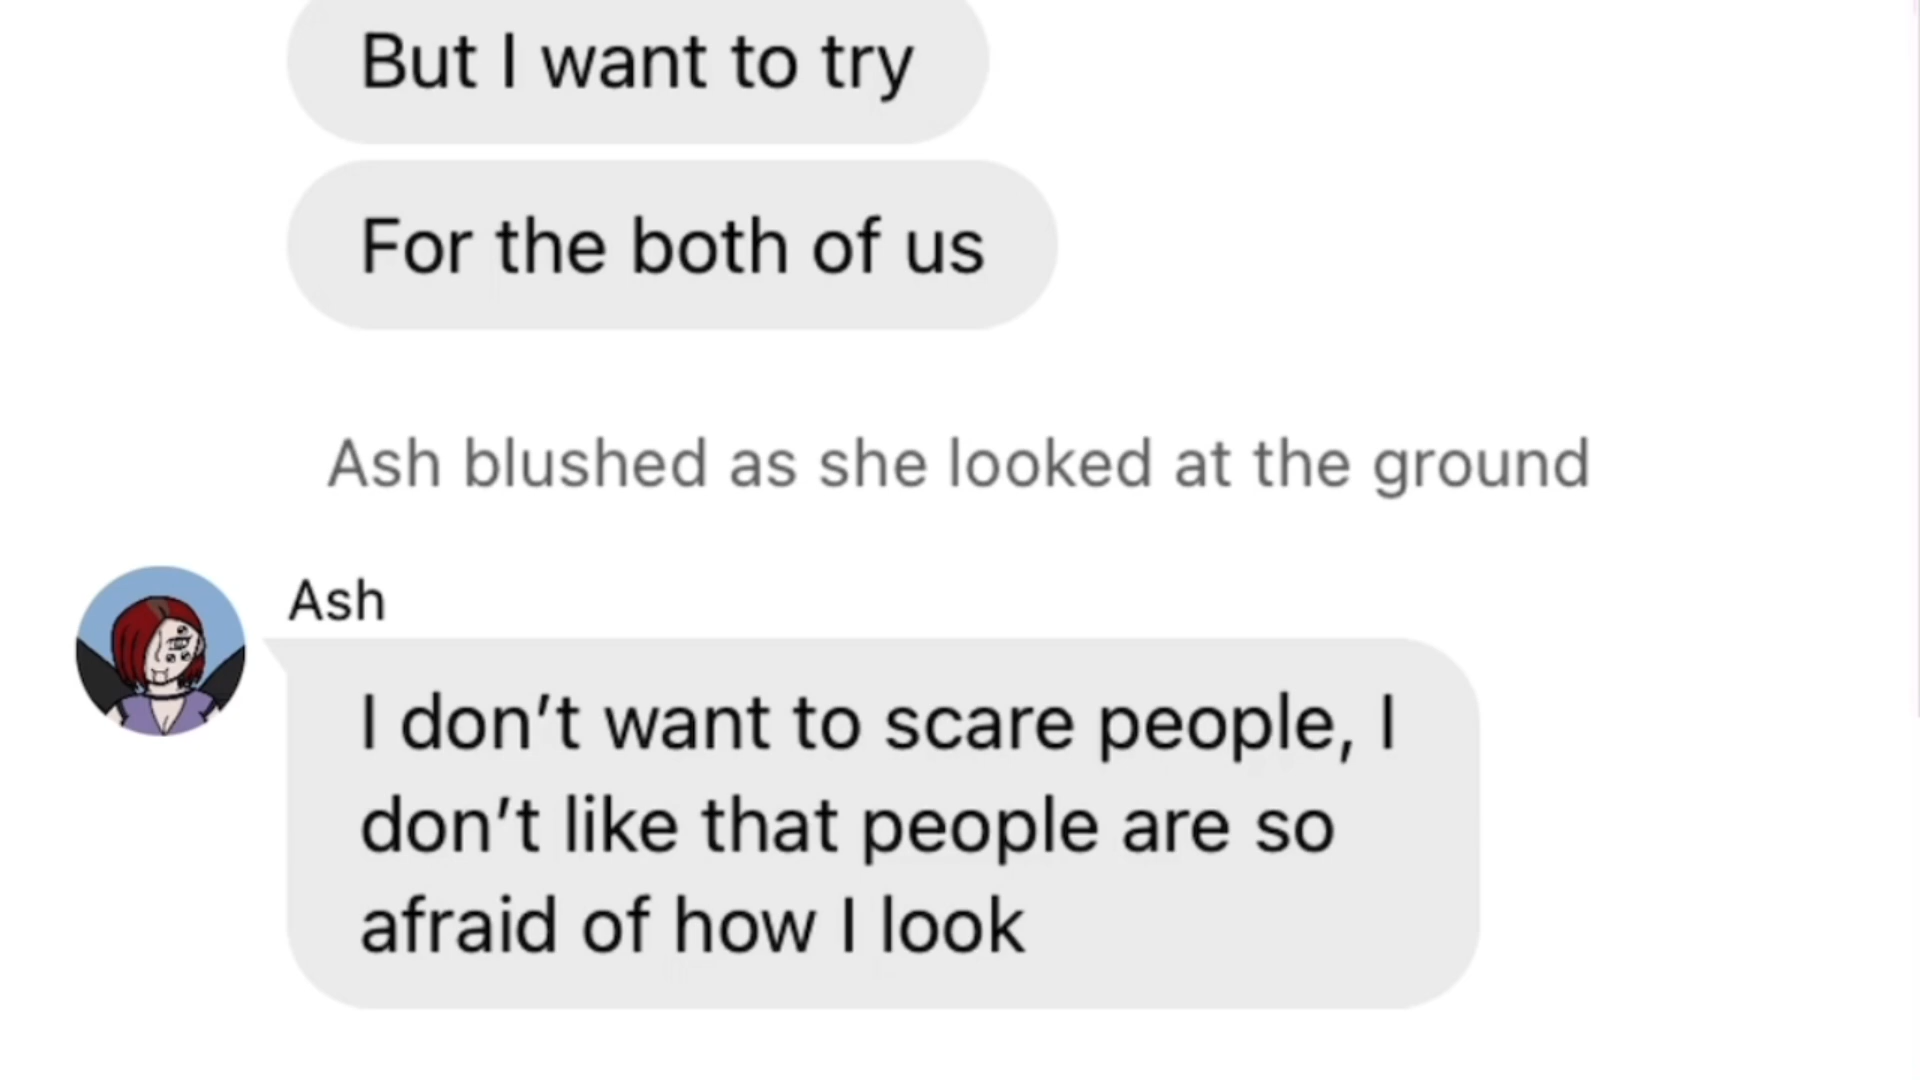 But I want to try
For the both of us
Ash blushed as she looked at the ground
Ash
I don’t want to scare people, I
don’t like that people are so
afraid of how I look